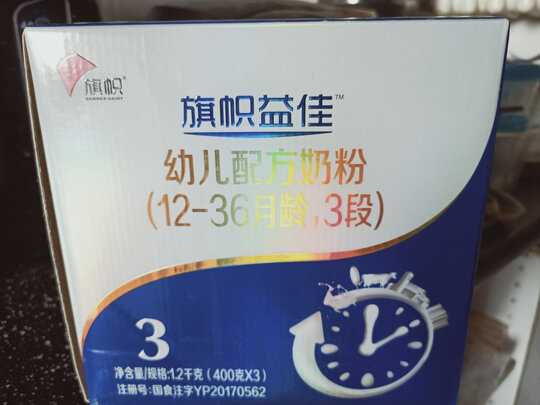 旗帜®
BANNER DAIRY
旗帜益佳™
幼儿配方奶粉
(12-36月龄,3段)
3
净含量/规格:1.2千克(400克X3)
注册号:国食注字YP20170562